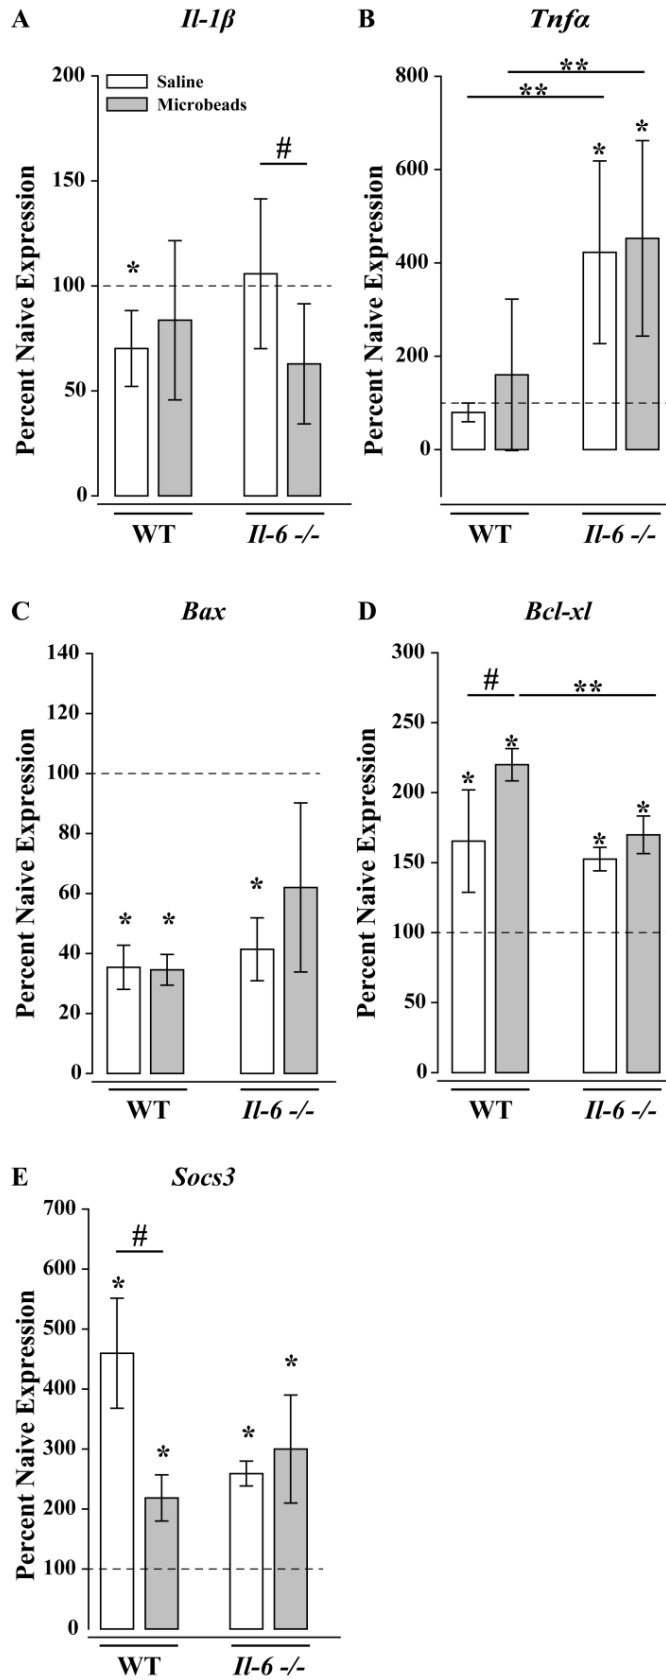 A Il-1β
Percent Naive Expression
200
150
100
50
0
Saline
Microbeads
#
*
WT Il-6 -/-
B Tnfα
Percent Naive Expression
800
600
400
200
0
**
**
* *
WT Il-6 -/-
C Bax
Percent Naive Expression
140
120
100
80
60
40
20
0
* * *
WT Il-6 -/-
D Bcl-xl
Percent Naive Expression
300
250
200
150
100
50
0
# **
* * * *
WT Il-6 -/-
E Socs3
Percent Naive Expression
700
600
500
400
300
200
100
0
#
* * * *
WT Il-6 -/-